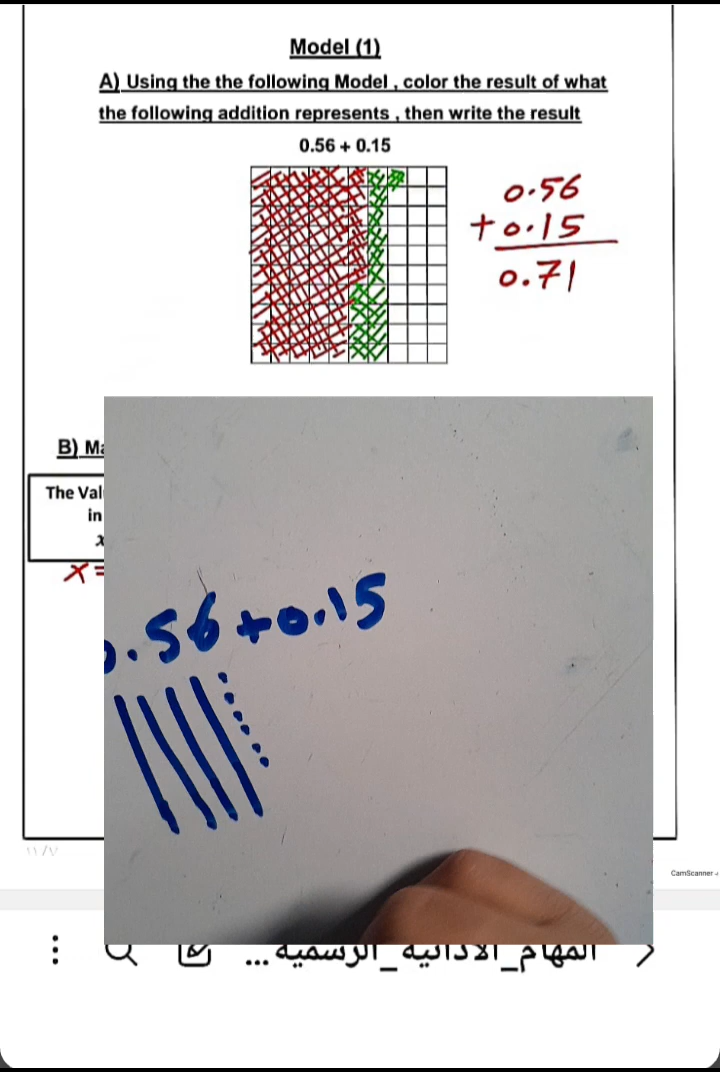 Model (1)
A) Using the the following Model , color the result of what
the following addition represents , then write the result
0.56 + 0.15
0.56
+0.15
0.71
B)
The
in
x =
.56+0.15
CamScanner
... المهام_الادائية_الرسمية